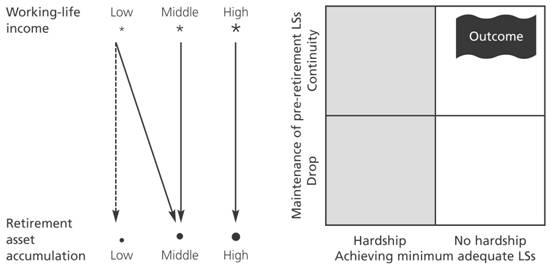 Working-life income
Low Middle High
* * *
Retirement asset accumulation
Low Middle High
Maintenance of pre-retirement LSs
Drop Continuity
Outcome
Hardship No hardship
Achieving minimum adequate LSs